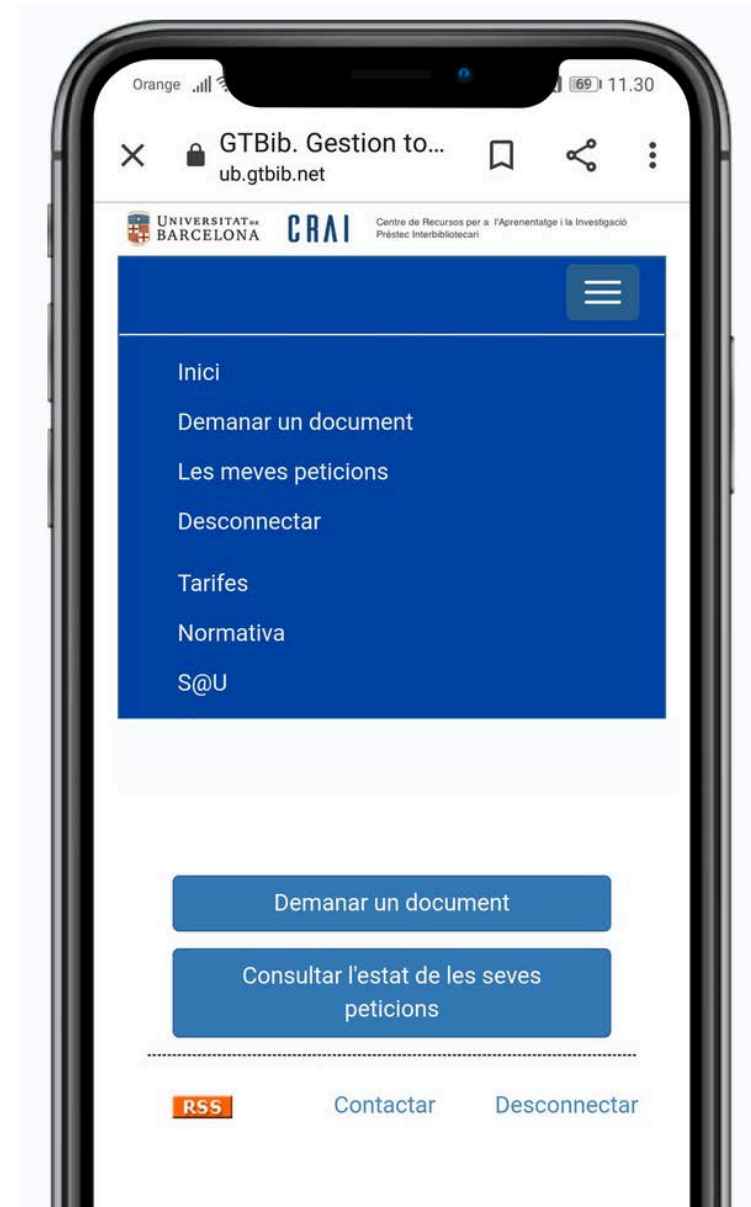 Orange 69 11.30
GTBib. Gestion to...
ub.gtbib.net
UNIVERSITAT DE
BARCELONA
CRAI
Centre de Recursos per a l'Aprenentatge i la Investigació
Préstec Interbibliotecari
Inici
Demanar un document
Les meves peticions
Desconnectar
Tarifes
Normativa
S@U
Demanar un document
Consultar l'estat de les seves
peticions
RSS Contactar Desconnectar